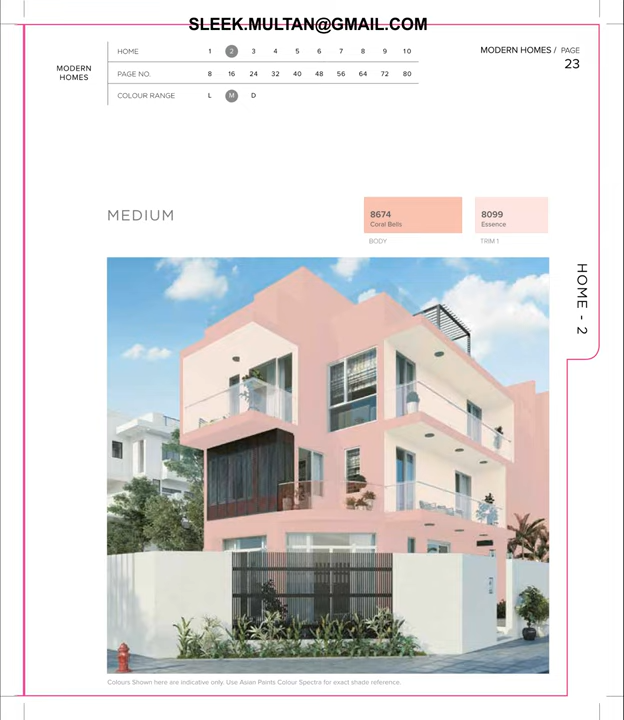 SLEEK.MULTAN@GMAIL.COM
MODERN
HOMES
HOME 1 2 3 4 5 6 7 8 9 10
PAGE NO. 8 16 24 32 40 48 56 64 72 80
COLOUR RANGE L M D
MODERN HOMES / PAGE
23
MEDIUM
8674
Coral Bells
BODY
8099
Essence
TRIM 1
HOME - 2
Colours Shown here are indicative only. Use Asian Paints Colour Spectra for exact shade reference.